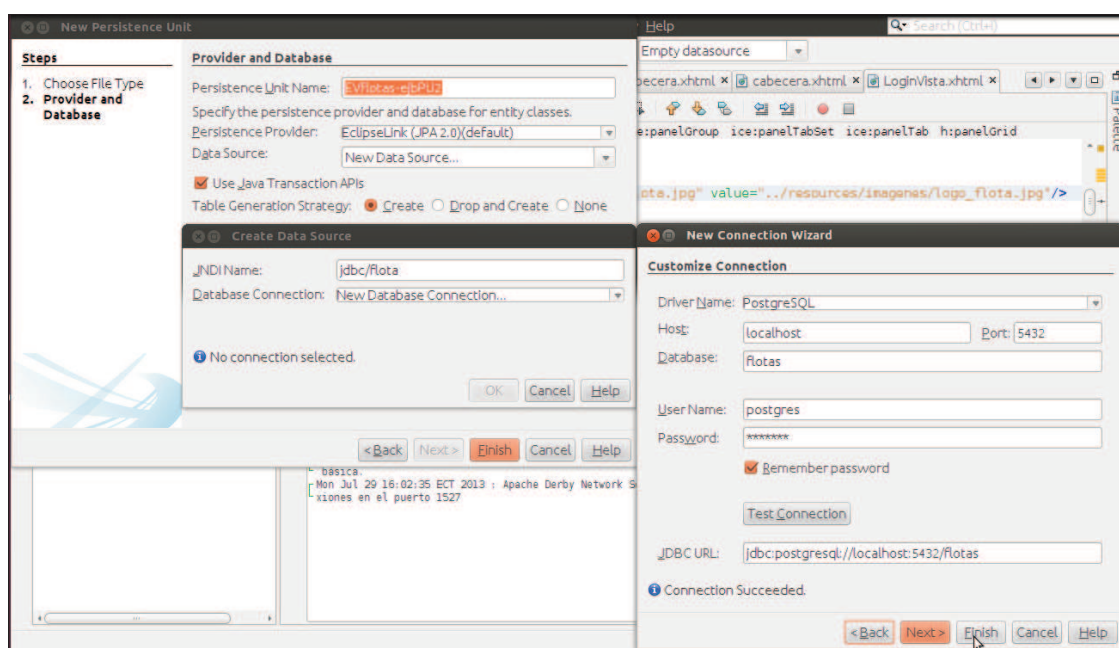 New Persistence Unit
Steps
1. Choose File Type
2. Provider and
Database
Provider and Database
Persistence Unit Name: EVflotas-ejbPU2
Specify the persistence provider and database for entity classes.
Persistence Provider: EclipseLink (JPA 2.0)(default)
Data Source: New Data Source...
Use Java Transaction APIs
Table Generation Strategy: Create Drop and Create None
Create Data Source
JNDI Name: jdbc/flota
Database Connection: New Database Connection...
No connection selected.
OK Cancel Help
< Back Next > Finish Cancel Help
basica.
Mon Jul 29 16:02:35 ECT 2013 : Apache Derby Network S
xiones en el puerto 1527
Help
Search (Ctrl+I)
Empty datasource
becera.xhtml cabecera.xhtml LoginVista.xhtml
Palette
e:panelGroup ice:panelTabSet ice:panelTab h:panelGrid
ota.jpg" value="../resources/imagenes/logo_flota.jpg"/>
New Connection Wizard
Customize Connection
Driver Name: PostgreSQL
Host: localhost Port: 5432
Database: flotas
User Name: postgres
Password: *******
Remember password
Test Connection
JDBC URL: jdbc:postgresql://localhost:5432/flotas
Connection Succeeded.
< Back Next > Finish Cancel Help